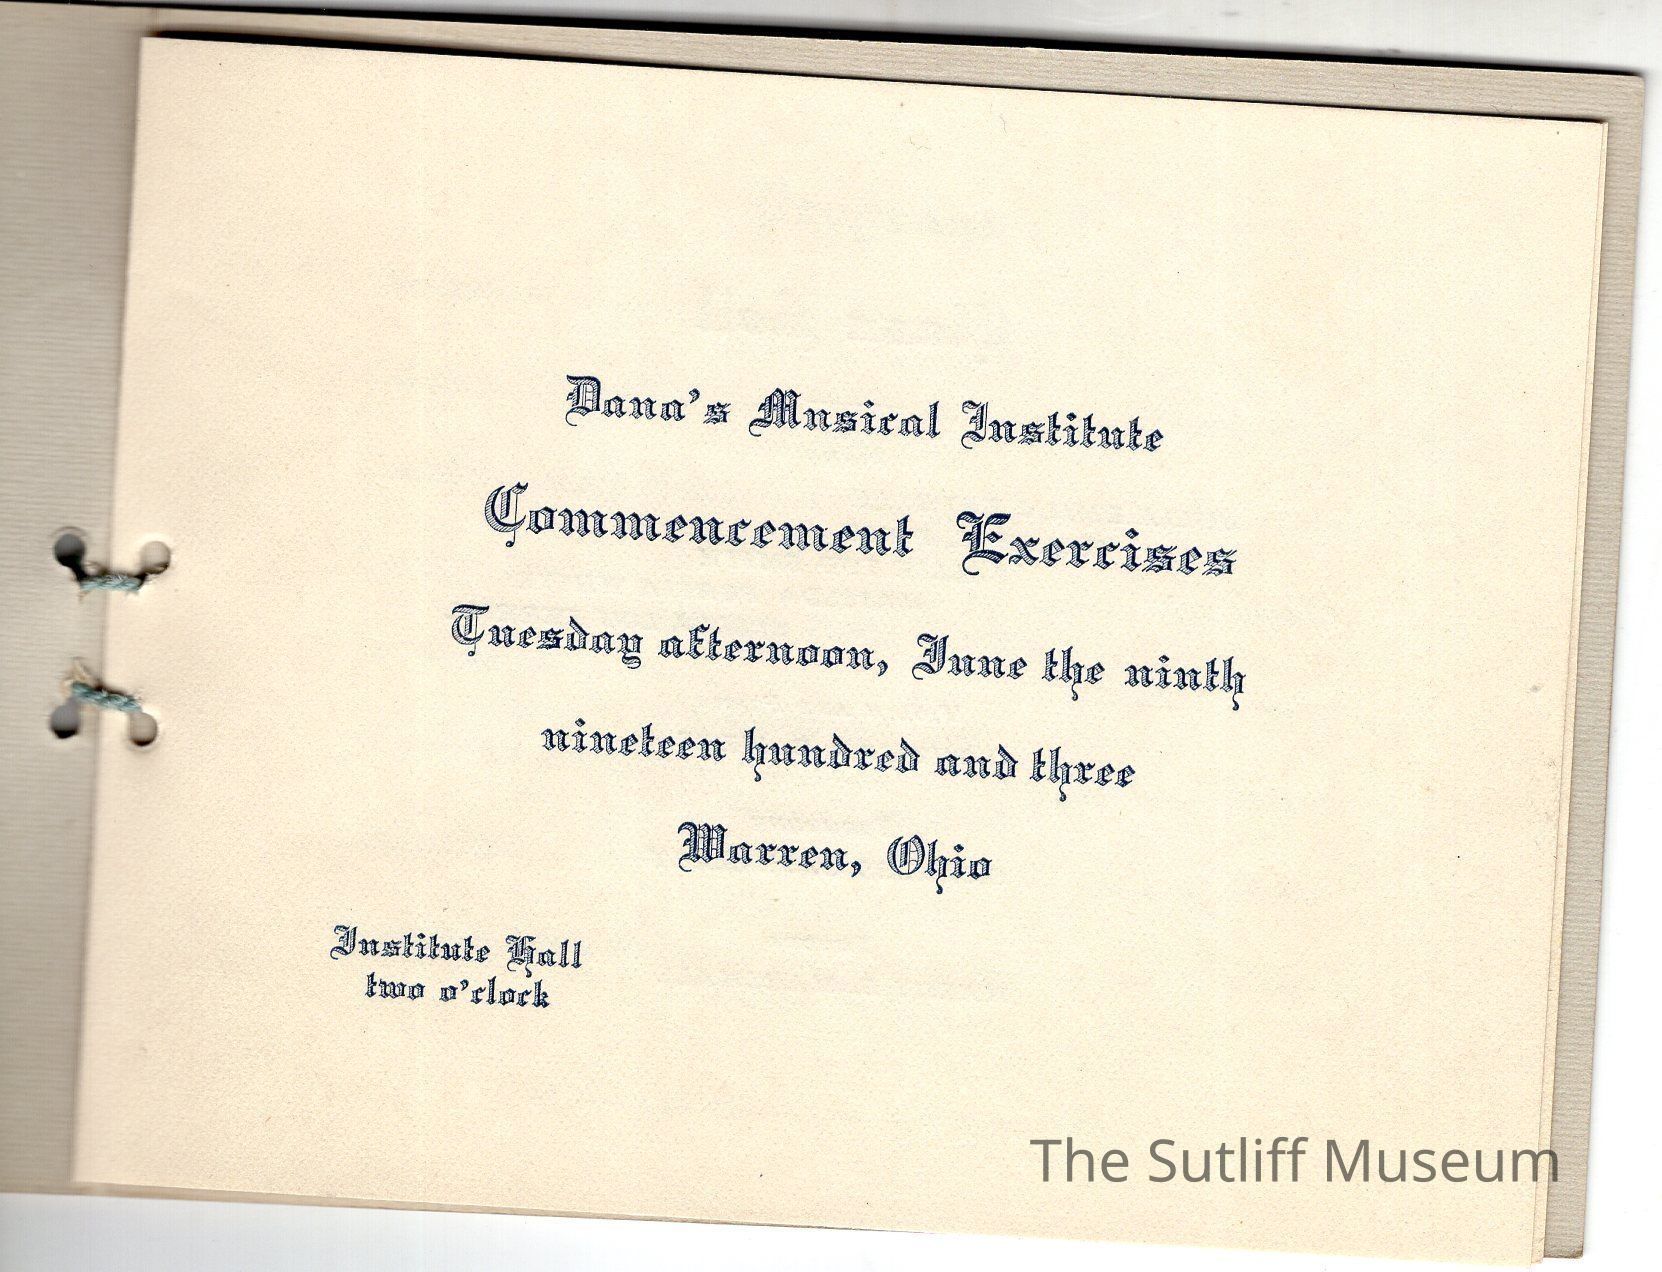 Dana's Musical Institute
Commencement Exercises
Tuesday afternoon, June the ninth
nineteen hundred and three
Warren, Ohio
Institute Hall
two o'clock
The Sutliff Museum